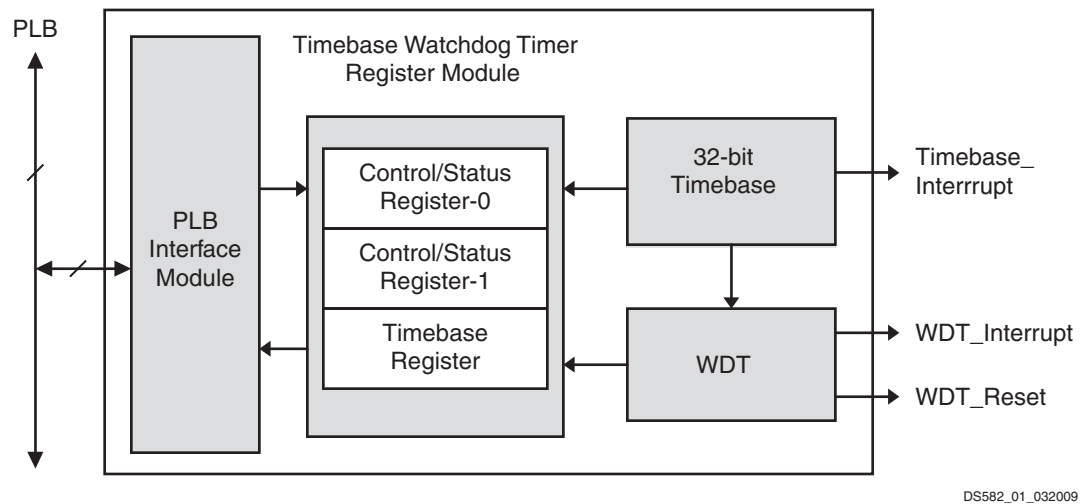 PLB
Timebase Watchdog Timer
Register Module
PLB
Interface
Module
Control/Status
Register-0
Control/Status
Register-1
Timebase
Register
32-bit
Timebase
WDT
Timebase_
Interrrupt
WDT_Interrupt
WDT_Reset
DS582_01_032009